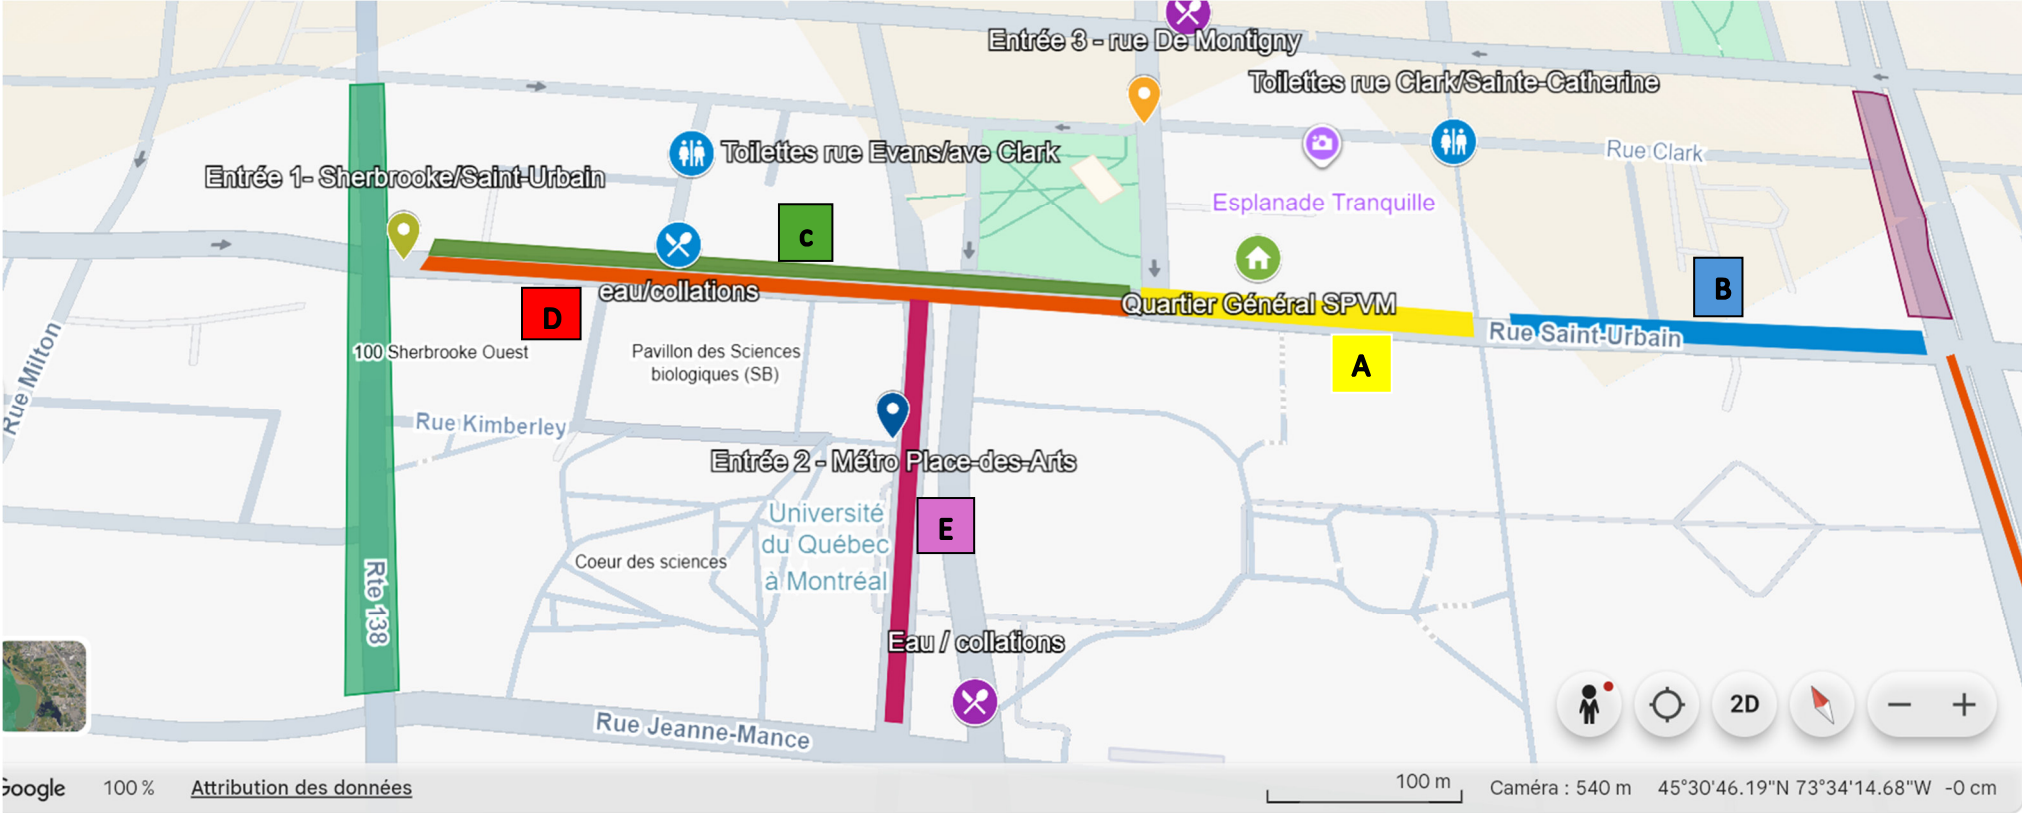 Entrée 3 - rue De Montigny
Toilettes rue Clark/Sainte-Catherine
Toilettes rue Evans/ave Clark
Rue Clark
Entrée 1- Sherbrooke/Saint-Urbain
Esplanade Tranquille
c
B
eau/collations
Quartier Général SPVM
D
Rue Saint-Urbain
100 Sherbrooke Ouest
Pavillon des Sciences
biologiques (SB)
A
Rue Milton
Rue Kimberley
Entrée 2 - Métro Place-des-Arts
Université
du Québec
à Montréal
E
Coeur des sciences
Rte 138
Eau / collations
Rue Jeanne-Mance
2D
Google
100 %
Attribution des données
100 m
Caméra : 540 m
45°30'46.19"N 73°34'14.68"W
-0 cm